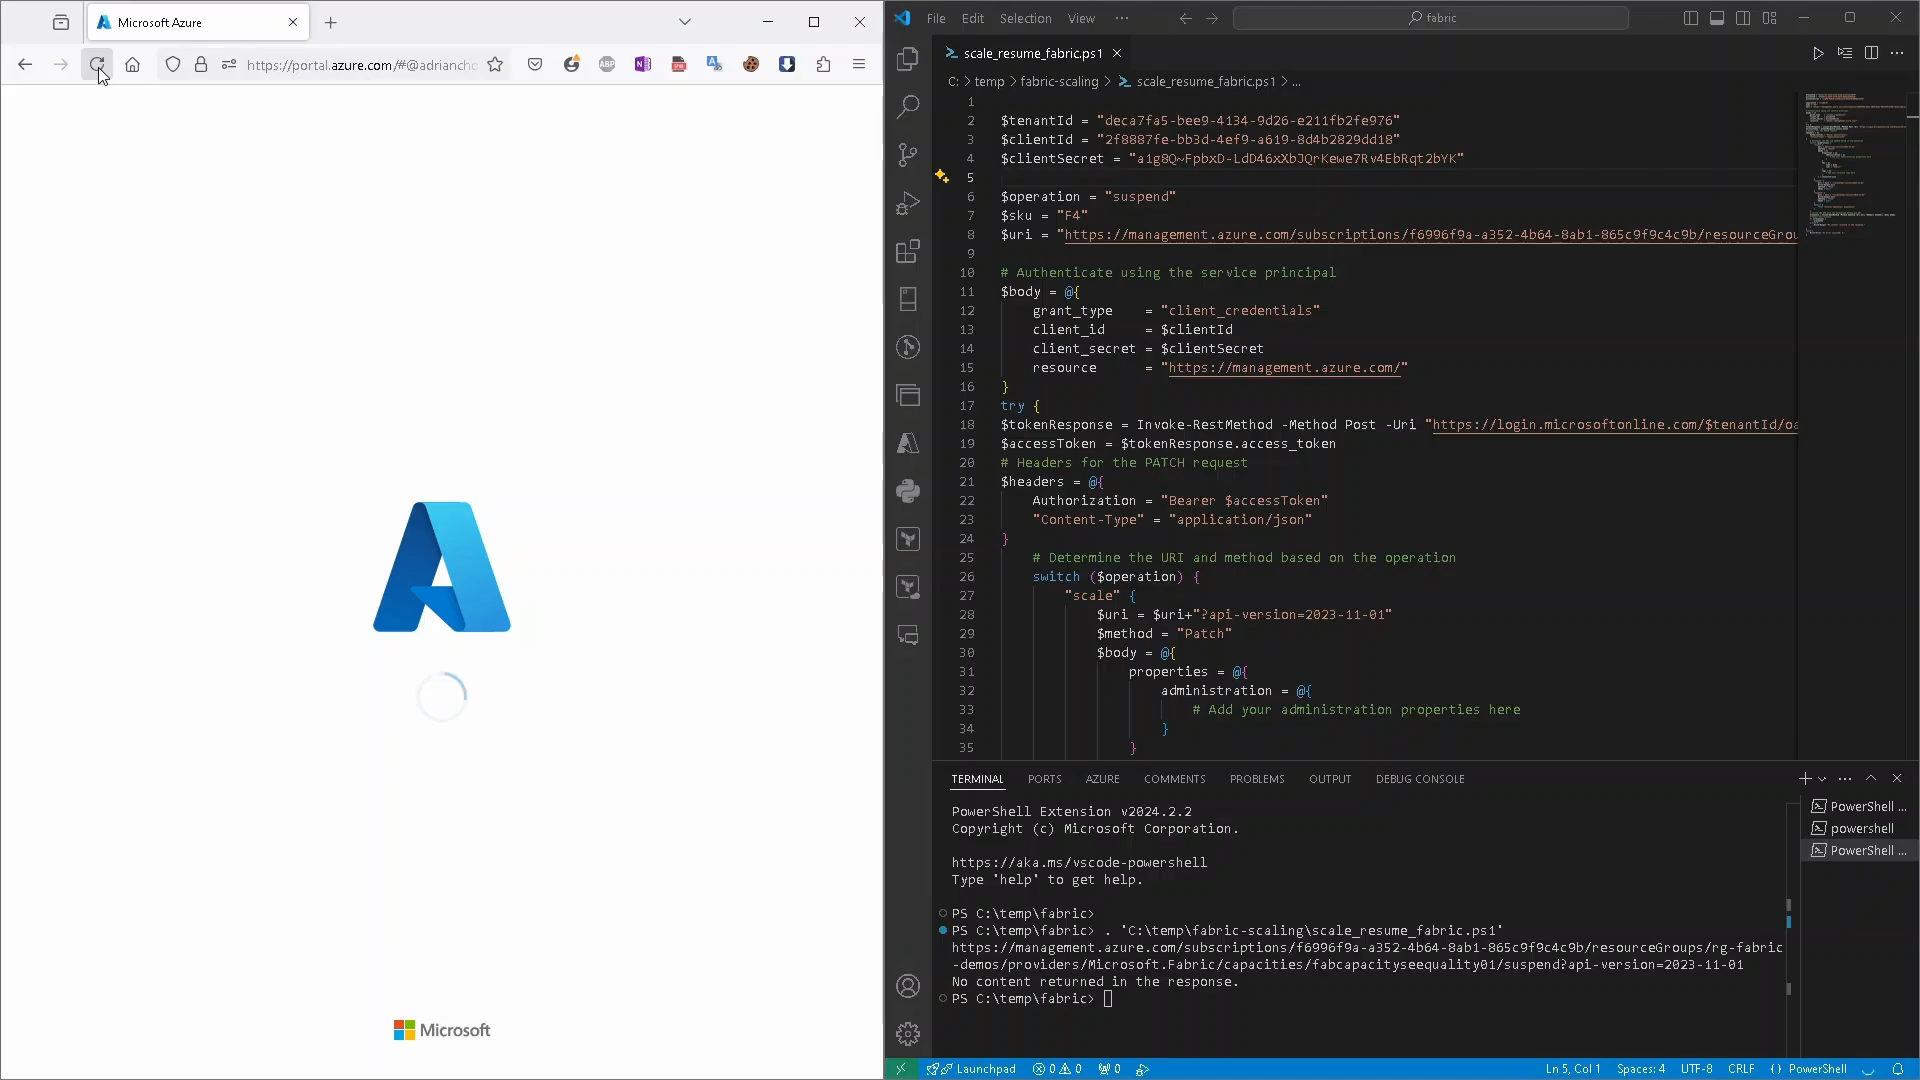 Microsoft Azure
https://portal.azure.com/#@adriancho
ABP
File Edit Selection View ...
fabric
scale_resume_fabric.ps1
C: > temp > fabric-scaling > scale_resume_fabric.ps1 > ...
1
2 $tenantId = "deca7fa5-bee9-4134-9d26-e211fb2fe976"
3 $clientId = "2f8887fe-bb3d-4ef9-a619-8d4b2829dd18"
4 $clientSecret = "a1g8Q~FpbxD-LdD46xXbJQrKewe7Rv4EbRqt2bYK"
5
6 $operation = "suspend"
7 $sku = "F4"
8 $uri = "https://management.azure.com/subscriptions/f6996f9a-a352-4b64-8ab1-865c9f9c4c9b/resourceGrou
9
10 # Authenticate using the service principal
11 $body = @{
12 grant_type = "client_credentials"
13 client_id = $clientId
14 client_secret = $clientSecret
15 resource = "https://management.azure.com/"
16 }
17 try {
18 $tokenResponse = Invoke-RestMethod -Method Post -Uri "https://login.microsoftonline.com/$tenantId/oa
19 $accessToken = $tokenResponse.access_token
20 # Headers for the PATCH request
21 $headers = @{
22 Authorization = "Bearer $accessToken"
23 "Content-Type" = "application/json"
24 }
25 # Determine the URI and method based on the operation
26 switch ($operation) {
27 "scale" {
28 $uri = $uri+"?api-version=2023-11-01"
29 $method = "Patch"
30 $body = @{
31 properties = @{
32 administration = @{
33 # Add your administration properties here
34 }
35 }
TERMINAL PORTS AZURE COMMENTS PROBLEMS OUTPUT DEBUG CONSOLE
PowerShell Extension v2024.2.2
Copyright (c) Microsoft Corporation.
https://aka.ms/vscode-powershell
Type 'help' to get help.
PS C:\temp\fabric>
PS C:\temp\fabric> . 'C:\temp\fabric-scaling\scale_resume_fabric.ps1'
https://management.azure.com/subscriptions/f6996f9a-a352-4b64-8ab1-865c9f9c4c9b/resourceGroups/rg-fabric
-demos/providers/Microsoft.Fabric/capacities/fabcapacityseequality01/suspend?api-version=2023-11-01
No content returned in the response.
PS C:\temp\fabric>
PowerShell ...
powershell
PowerShell ...
Microsoft
Launchpad 0 0 0
Ln 5, Col 1 Spaces: 4 UTF-8 CRLF {} PowerShell